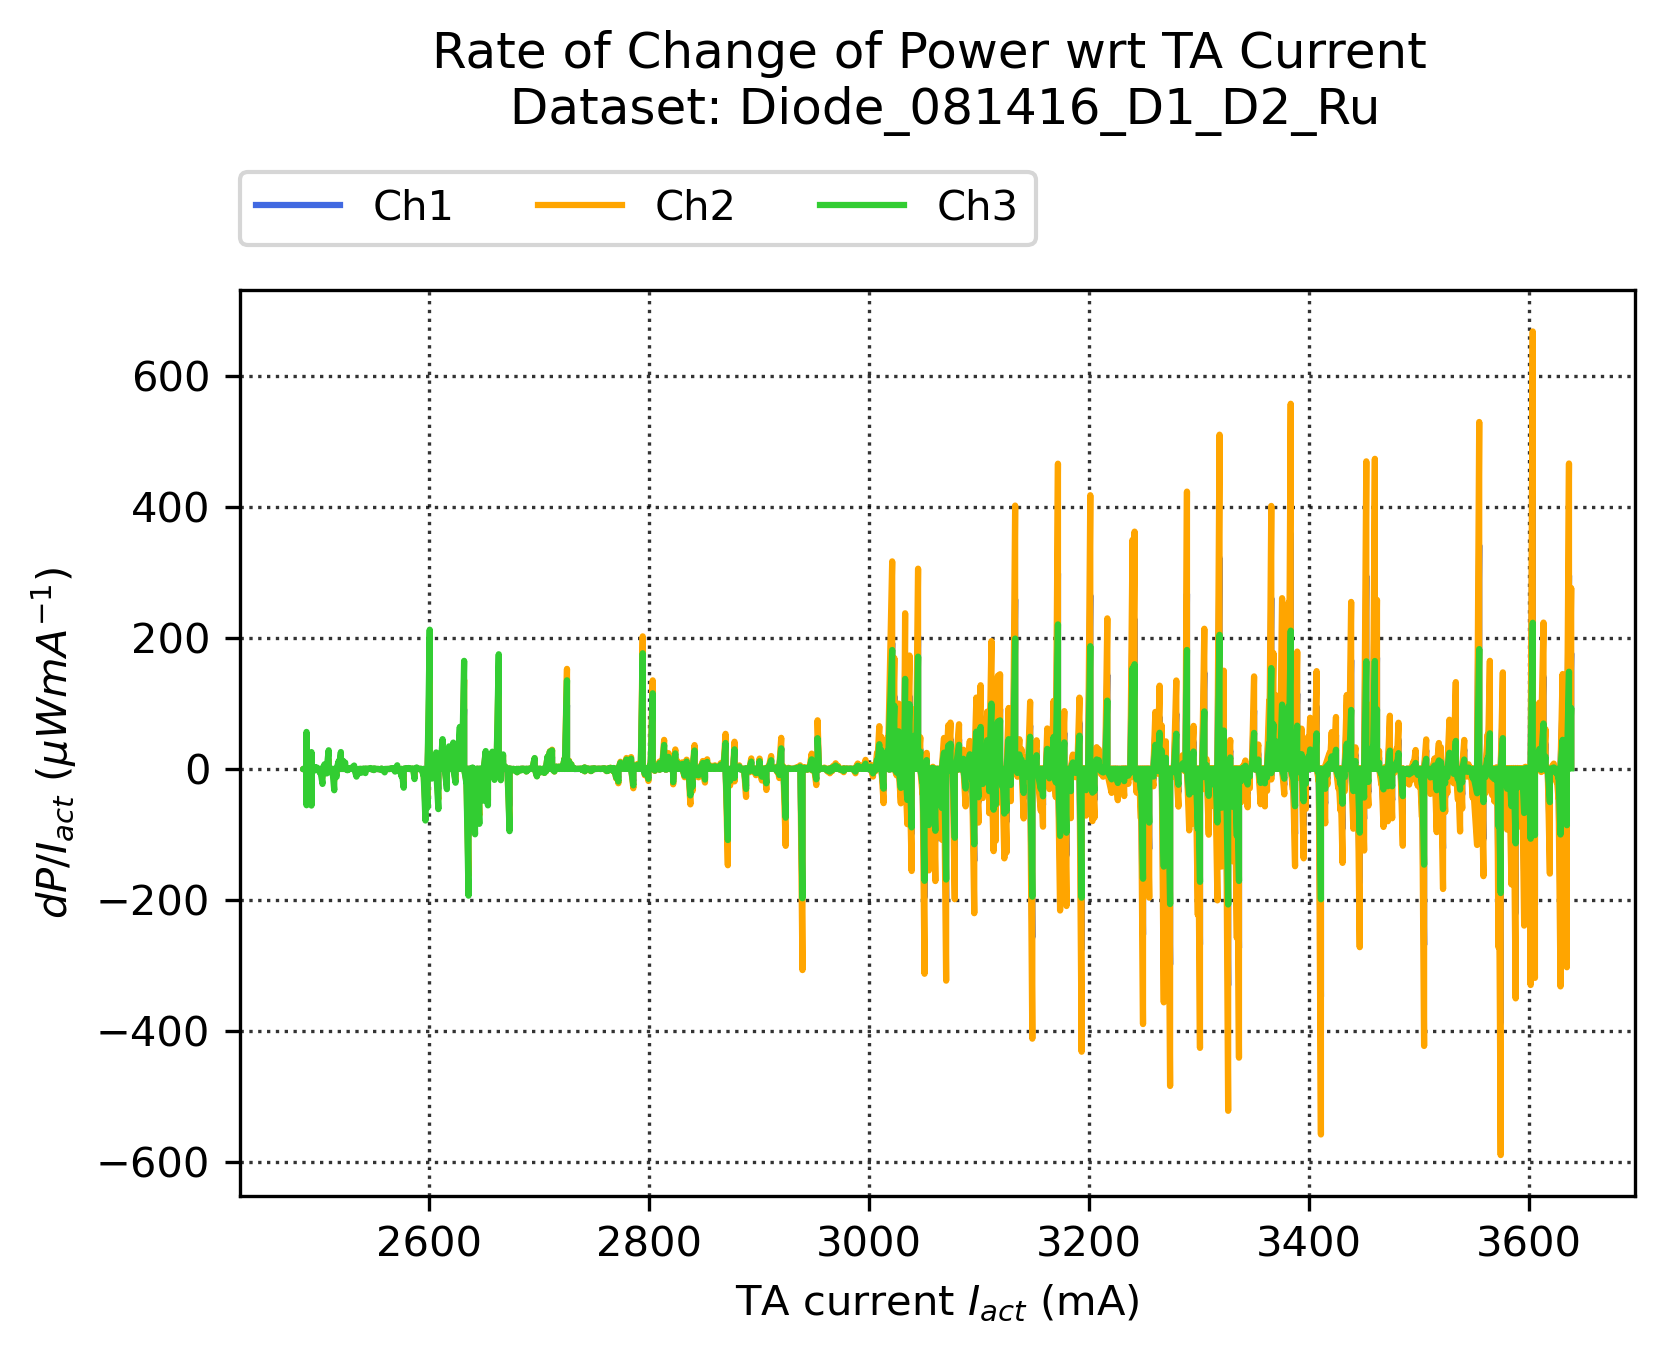 Rate of Change of Power wrt TA Current
Dataset: Diode_081416_D1_D2_Ru
Ch1 Ch2 Ch3
dP/I_act (μWmA⁻¹)
600
400
200
0
−200
−400
−600
2600 2800 3000 3200 3400 3600
TA current I_act (mA)